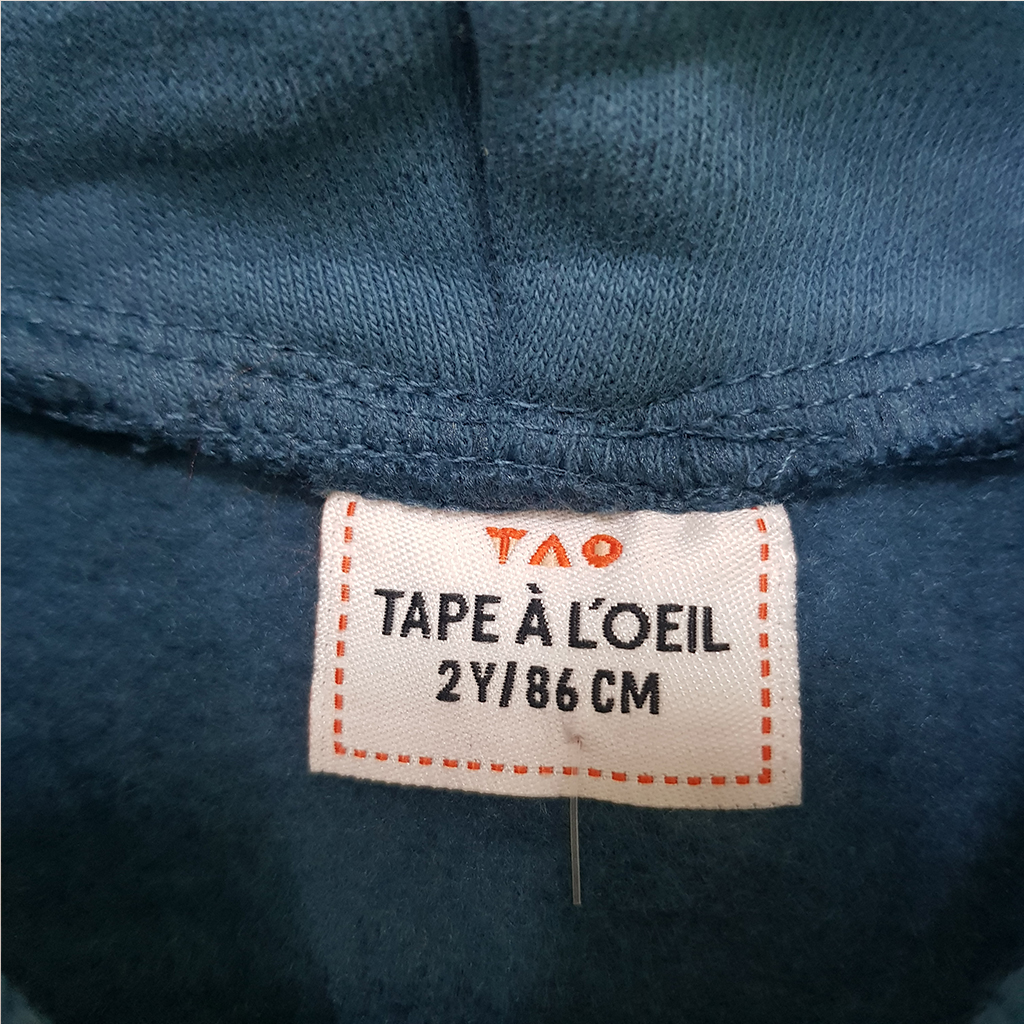 TAO
TAPE À L'OEIL
2Y/86 CM